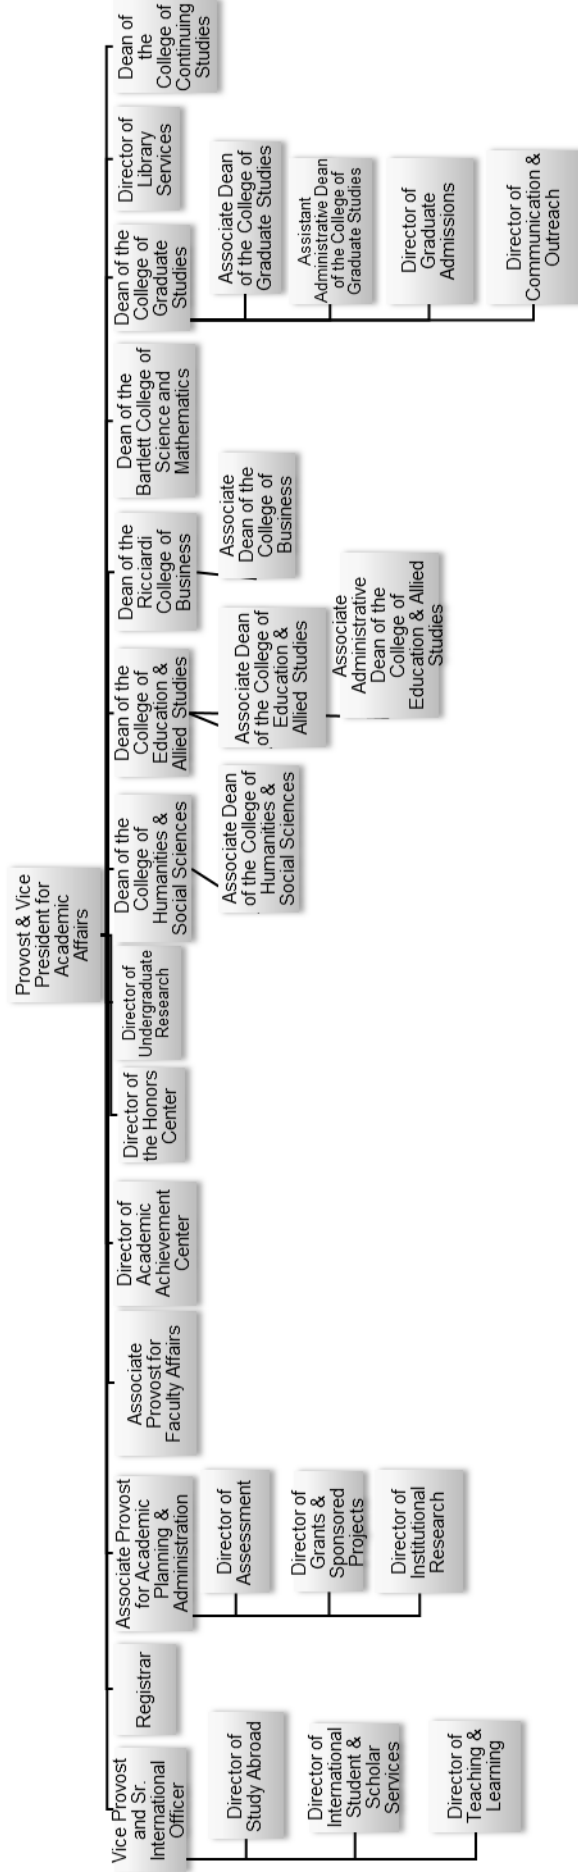 Provost & Vice
President for
Academic
Affairs
Vice Provost
and Sr.
International
Officer
Director of
Study Abroad
Director of
International
Student &
Scholar
Services
Director of
Teaching &
Learning
Registrar
Associate Provost
for Academic
Planning &
Administration
Director of
Assessment
Director of
Grants &
Sponsored
Projects
Director of
Institutional
Research
Associate
Provost for
Faculty Affairs
Director of
Academic
Achievement
Center
Director of
the Honors
Center
Director of
Undergraduate
Research
Dean of the
College of
Humanities &
Social Sciences
Associate Dean
of the College of
Humanities &
Social Sciences
Dean of the
College of
Education &
Allied Studies
Associate Dean
of the College of
Education &
Allied Studies
Associate
Administrative
Dean of the
College of
Education & Allied
Studies
Dean of the
Ricciardi
College of
Business
Associate
Dean of the
College of
Business
Dean of the
Bartlett College of
Science and
Mathematics
Dean of the
College of
Graduate
Studies
Associate Dean
of the College of
Graduate Studies
Assistant
Administrative Dean
of the College of
Graduate Studies
Director of
Graduate
Admissions
Director of
Communication &
Outreach
Director of
Library
Services
Dean of
the
College of
Continuing
Studies